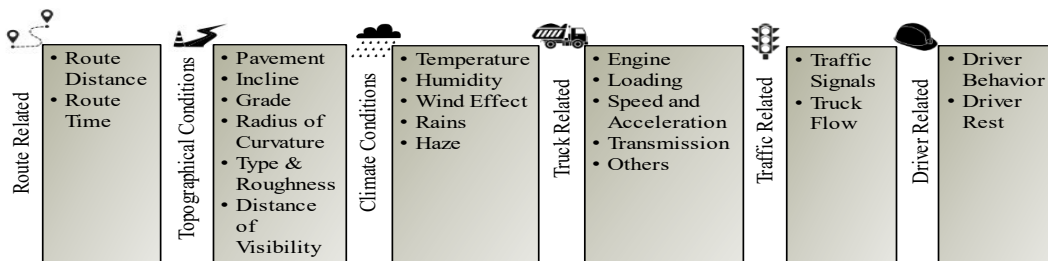 Route Related
• Route
Distance
• Route
Time
Topographical Conditions
• Pavement
• Incline
• Grade
• Radius of
Curvature
• Type &
Roughness
• Distance
of
Visibility
Climate Conditions
• Temperature
• Humidity
• Wind Effect
• Rains
• Haze
Truck Related
• Engine
• Loading
• Speed and
Acceleration
• Transmission
• Others
Traffic Related
• Traffic
Signals
• Truck
Flow
Driver Related
• Driver
Behavior
• Driver
Rest